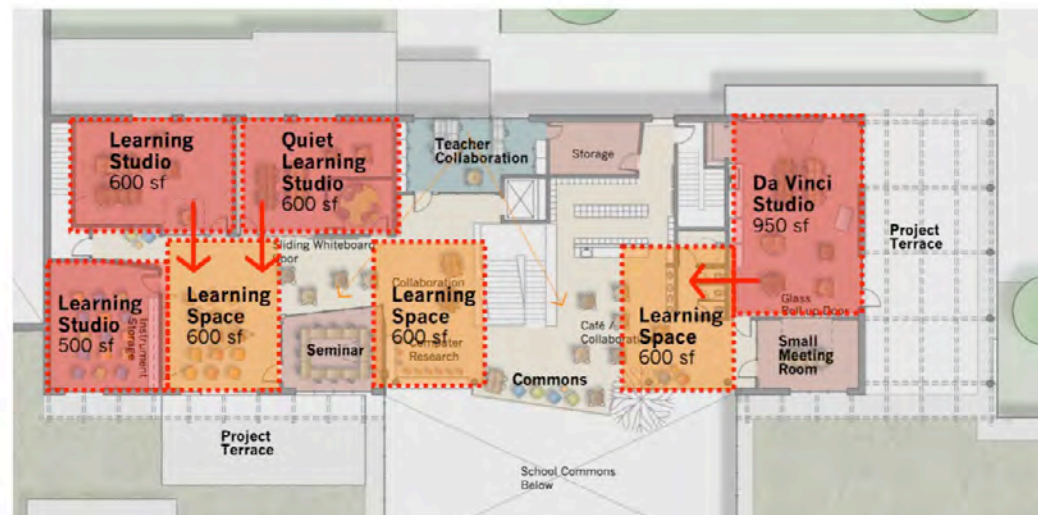 Learning
Studio
600 sf
Quiet
Learning
Studio
600 sf
Teacher
Collaboration
Storage
Da Vinci
Studio
950 sf
Project
Terrace
Sliding Whiteboard
Door
Learning
Studio
500 sf
Instrument
Storage
Learning
Space
600 sf
Seminar
Collaboration
Learning
Space
600 sf
Computer
Research
Café /
Collaboration
Commons
Learning
Space
600 sf
Glass
Roll-up Door
Small
Meeting
Room
Project
Terrace
School Commons
Below